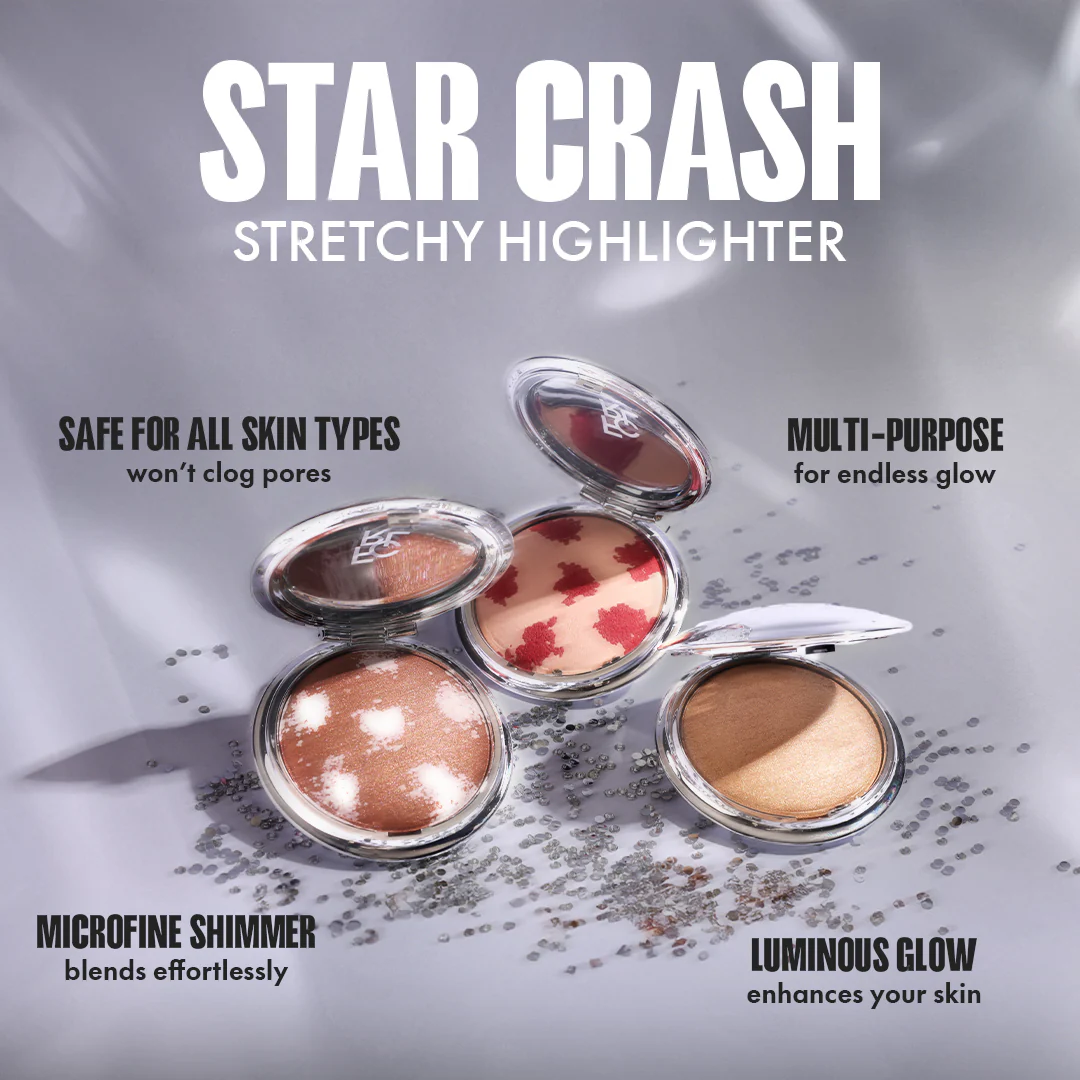 STAR CRASH
STRETCHY HIGHLIGHTER
SAFE FOR ALL SKIN TYPES
won't clog pores
MULTI-PURPOSE
for endless glow
MICROFINE SHIMMER
blends effortlessly
LUMINOUS GLOW
enhances your skin